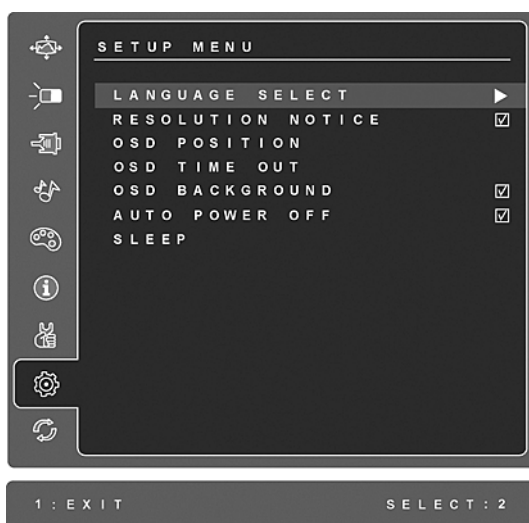 SETUP MENU
LANGUAGE SELECT
RESOLUTION NOTICE
OSD POSITION
OSD TIME OUT
OSD BACKGROUND
AUTO POWER OFF
SLEEP
1:EXIT SELECT:2